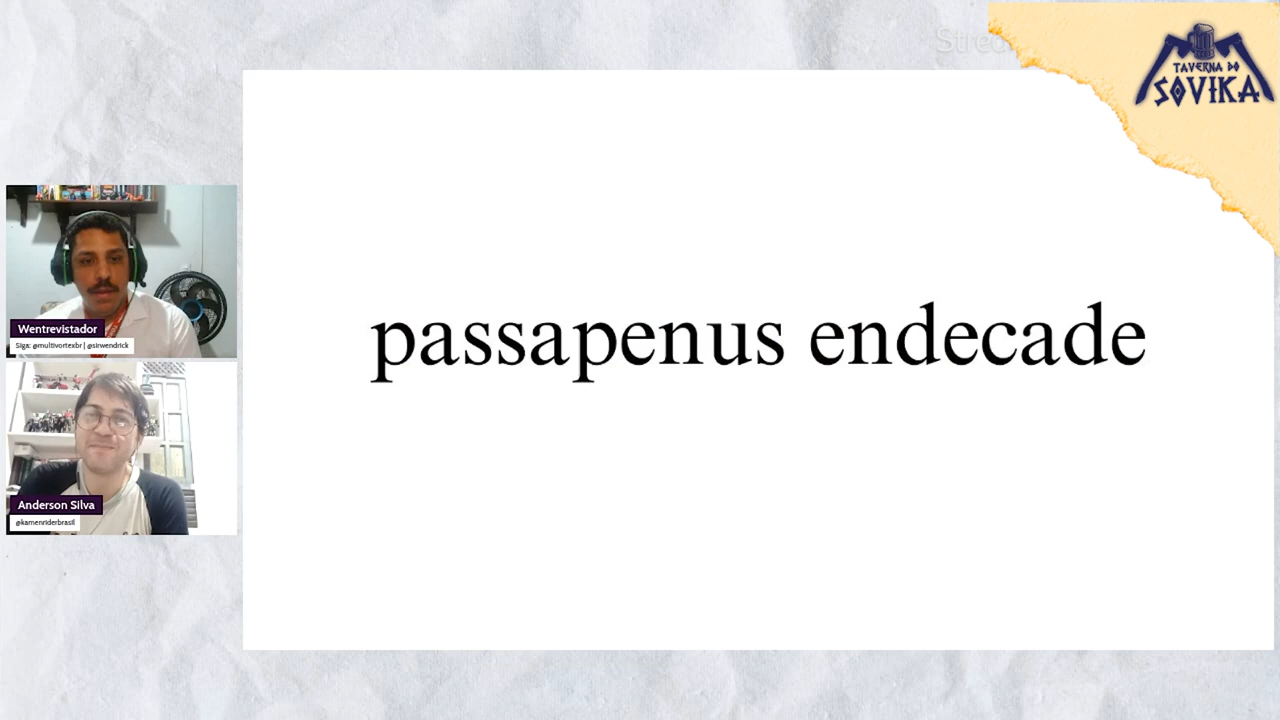 TAVERNA DO
SOVIKA
Wentrevistador
Siga: @multivortexbr | @sirwendrick
passapenus endecade
Anderson Silva
@kamenriderbrasil